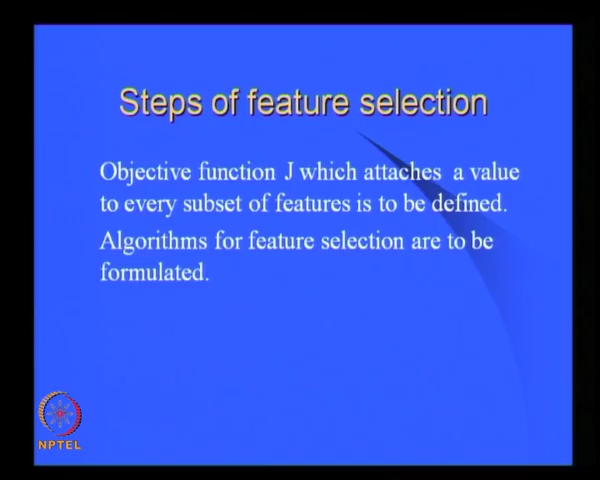 Steps of feature selection
Objective function J which attaches a value
to every subset of features is to be defined.
Algorithms for feature selection are to be
formulated.
NPTEL